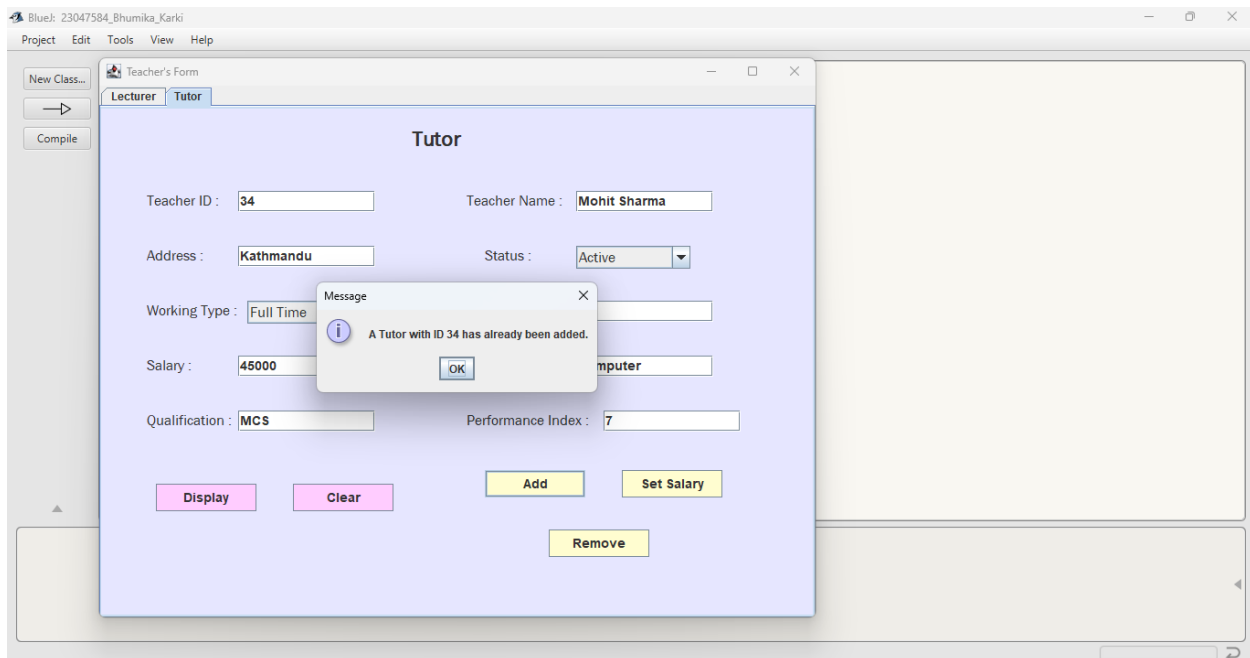 BlueJ: 23047584_Bhumika_Karki
Project Edit Tools View Help
New Class...
Compile
Teacher's Form
Lecturer Tutor
Tutor
Teacher ID : 34 Teacher Name : Mohit Sharma
Address : Kathmandu Status : Active
Working Type : Full Time
Message
A Tutor with ID 34 has already been added.
OK
Salary : 45000 mputer
Qualification : MCS Performance Index : 7
Display Clear Add Set Salary
Remove